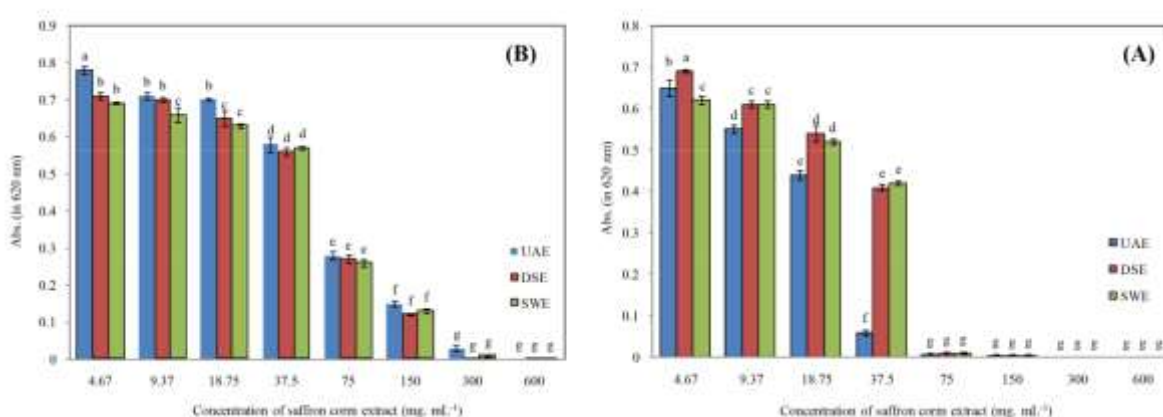 (B)
0.9
0.8
0.7
0.6
0.5
0.4
0.3
0.2
0.1
0
Abs. (in 620 nm)
a b b
b b c
b c c
d d d
e e e
f f f
g g g
g g g
UAE
DSE
SWE
4.67 9.37 18.75 37.5 75 150 300 600
Concentration of saffron corm extract (mg. mL⁻¹)
(A)
0.8
0.7
0.6
0.5
0.4
0.3
0.2
0.1
0
Abs. (in 620 nm)
b a c
d c c
e d d
f e e
g g g
g g g
g g g
g g g
UAE
DSE
SWE
4.67 9.37 18.75 37.5 75 150 300 600
Concentration of saffron corm extract (mg. mL⁻¹)